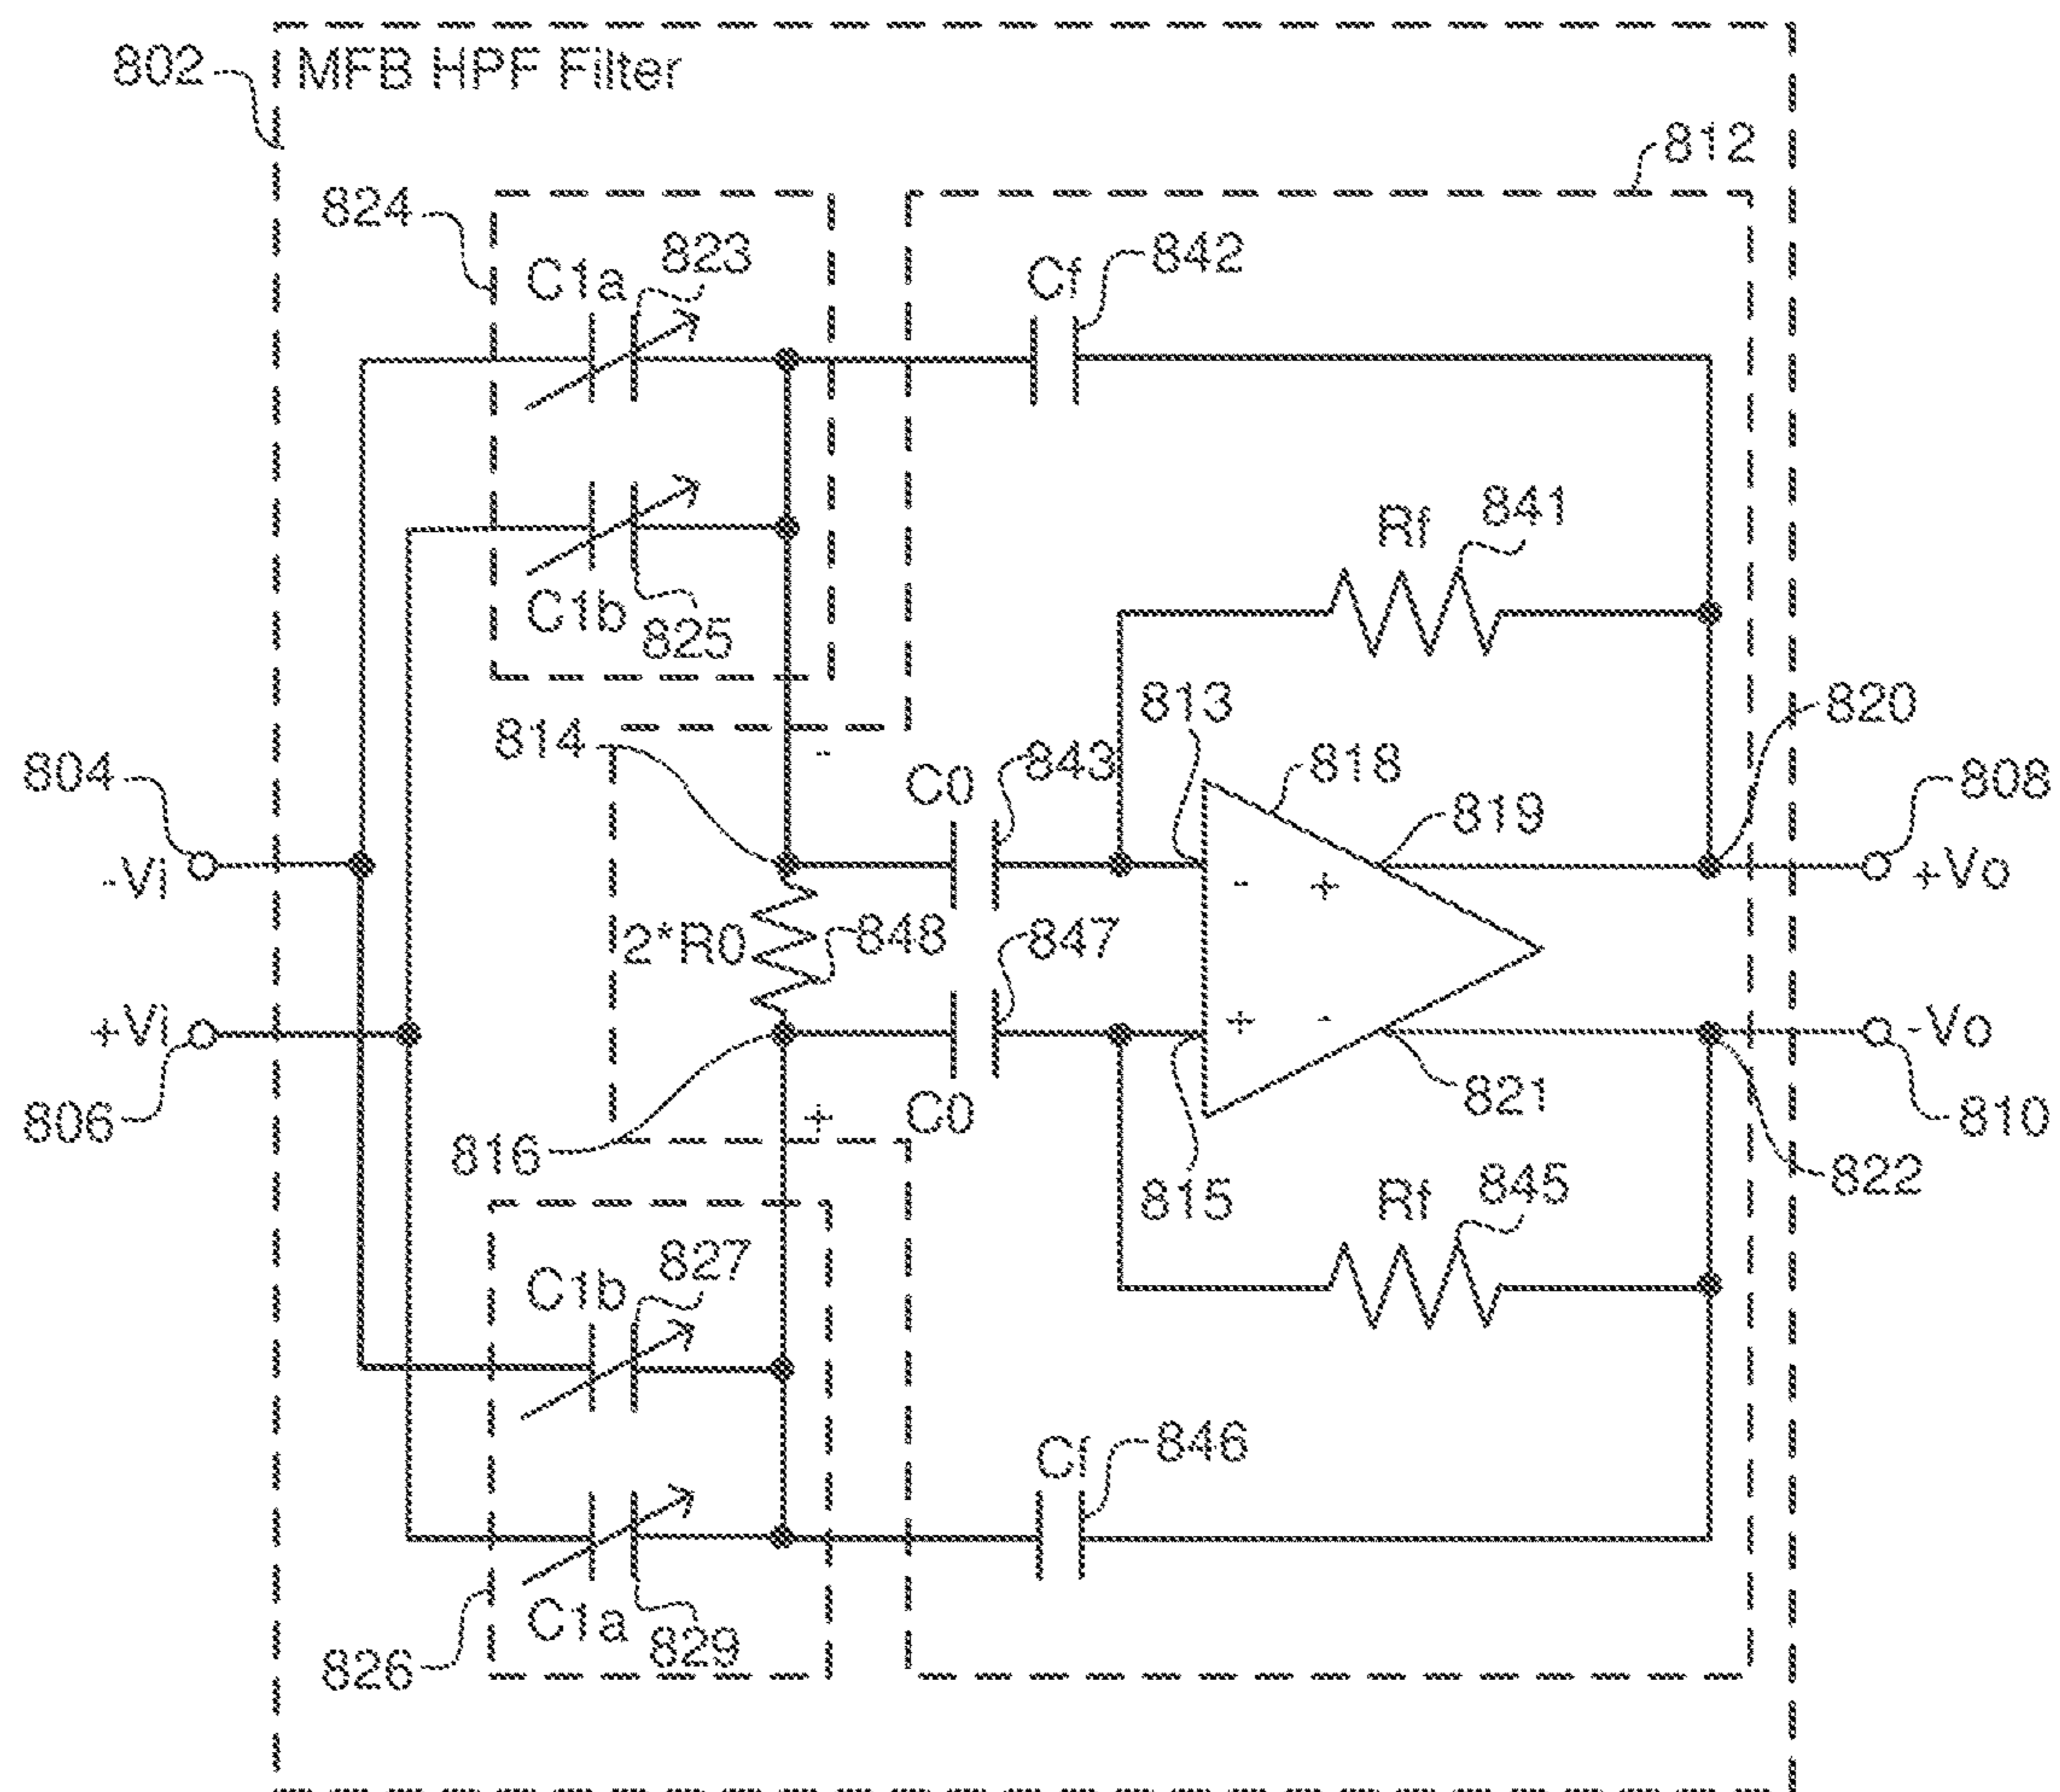 802
MFB HPF Filter
812
824
C1a
823
Cf
842
C1b
825
Rf
841
814
-
813
820
804
C0
843
818
819
808
-Vi
- +
+Vo
2*R0
848
847
+Vi
+ -
-Vo
806
816
+
C0
815
821
822
810
C1b
827
Rf
845
Cf
846
C1a
829
826